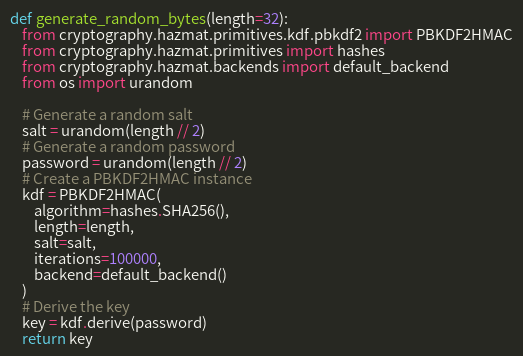 def generate_random_bytes(length=32):
    from cryptography.hazmat.primitives.kdf.pbkdf2 import PBKDF2HMAC
    from cryptography.hazmat.primitives import hashes
    from cryptography.hazmat.backends import default_backend
    from os import urandom

    # Generate a random salt
    salt = urandom(length // 2)
    # Generate a random password
    password = urandom(length // 2)
    # Create a PBKDF2HMAC instance
    kdf = PBKDF2HMAC(
        algorithm=hashes.SHA256(),
        length=length,
        salt=salt,
        iterations=100000,
        backend=default_backend()
    )
    # Derive the key
    key = kdf.derive(password)
    return key